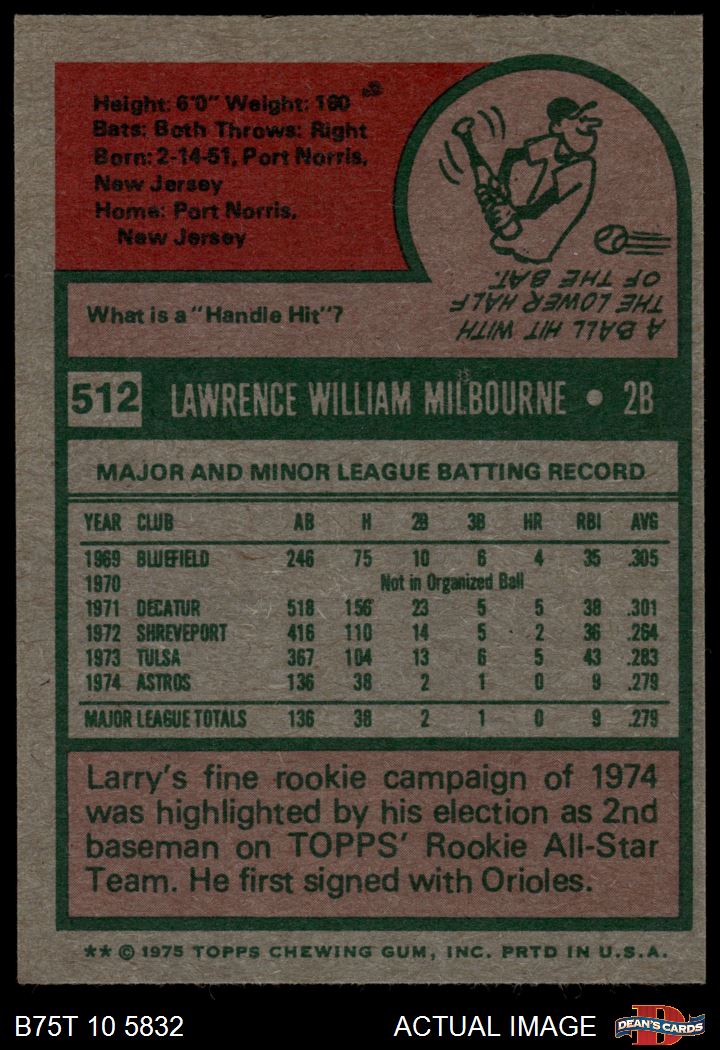 Height: 6'0" Weight: 160
Bats: Both Throws: Right
Born: 2-14-51, Port Norris,
New Jersey
Home: Port Norris,
New Jersey
What is a "Handle Hit"?
A BALL HIT WITH
THE LOWER HALF
OF THE BAT.
512 LAWRENCE WILLIAM MILBOURNE • 2B
MAJOR AND MINOR LEAGUE BATTING RECORD
YEAR CLUB AB H 2B 3B HR RBI AVG
1969 BLUEFIELD 246 75 10 6 4 35 .305
1970 Not in Organized Ball
1971 DECATUR 518 156 23 5 5 38 .301
1972 SHREVEPORT 416 110 14 5 2 36 .264
1973 TULSA 367 104 13 6 5 43 .283
1974 ASTROS 136 38 2 1 0 9 .279
MAJOR LEAGUE TOTALS 136 38 2 1 0 9 .279
Larry's fine rookie campaign of 1974
was highlighted by his election as 2nd
baseman on TOPPS' Rookie All-Star
Team. He first signed with Orioles.
** © 1975 TOPPS CHEWING GUM, INC. PRTD IN U.S.A.
B75T 10 5832 ACTUAL IMAGE DEAN'S CARDS